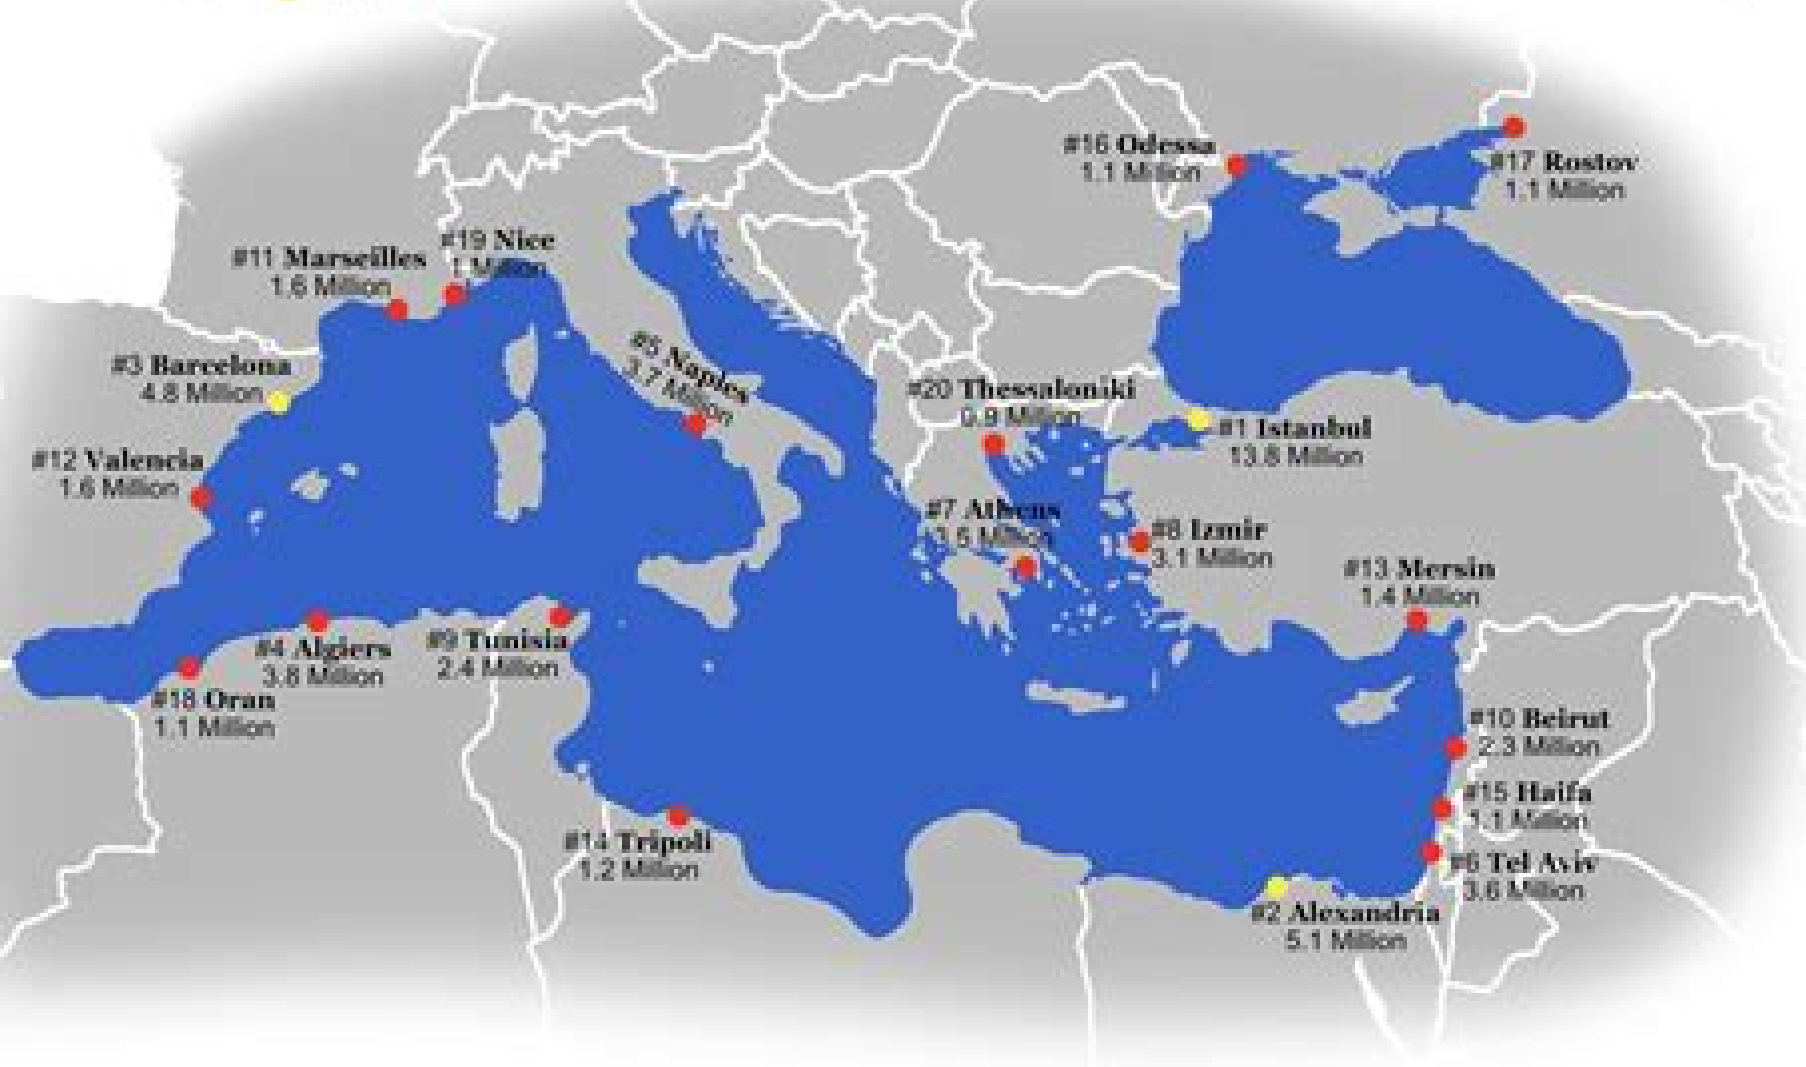 #16 Odessa
1.1 Million
#17 Rostov
1.1 Million
#19 Nice
1 Million
#11 Marseilles
1.6 Million
#3 Barcelona
4.8 Million
#5 Naples
3.7 Million
#20 Thessaloniki
0.9 Million
#1 Istanbul
13.8 Million
#12 Valencia
1.6 Million
#7 Athens
3.5 Million
#8 Izmir
3.1 Million
#13 Mersin
1.4 Million
#4 Algiers
3.8 Million
#9 Tunisia
2.4 Million
#18 Oran
1.1 Million
#10 Beirut
2.3 Million
#15 Haifa
1.1 Million
#14 Tripoli
1.2 Million
#6 Tel Aviv
3.6 Million
#2 Alexandria
5.1 Million